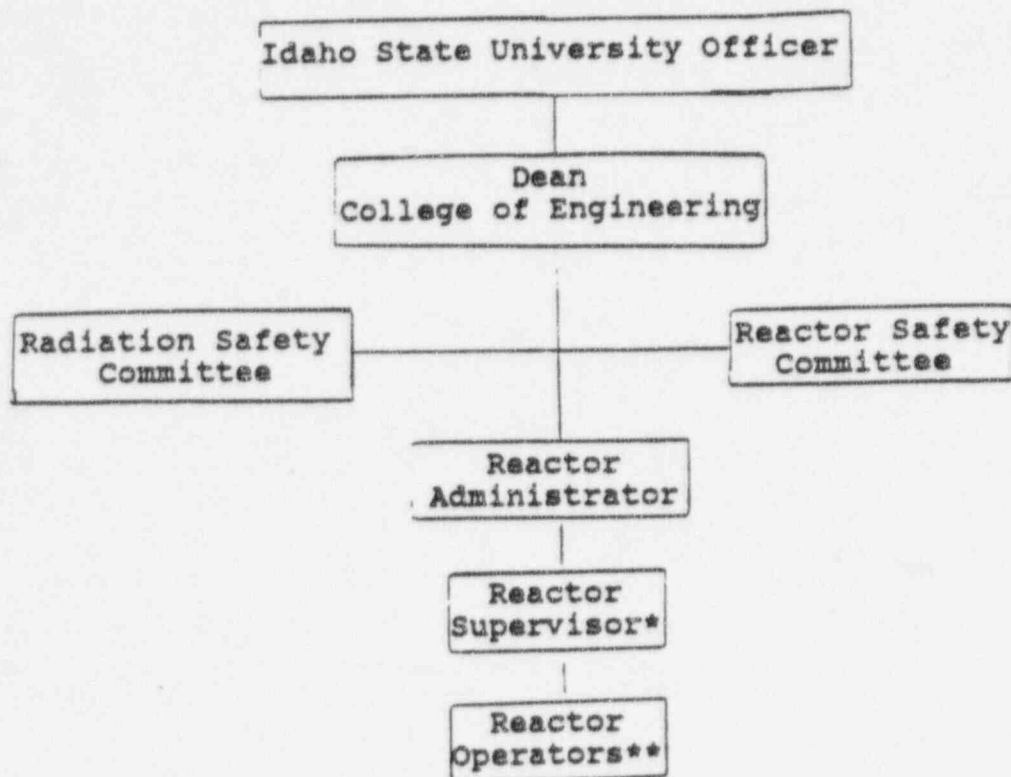 Idaho State University Officer
Dean
College of Engineering
Radiation Safety
Committee
Reactor Safety
Committee
Reactor
Administrator
Reactor
Supervisor*
Reactor
Operators**